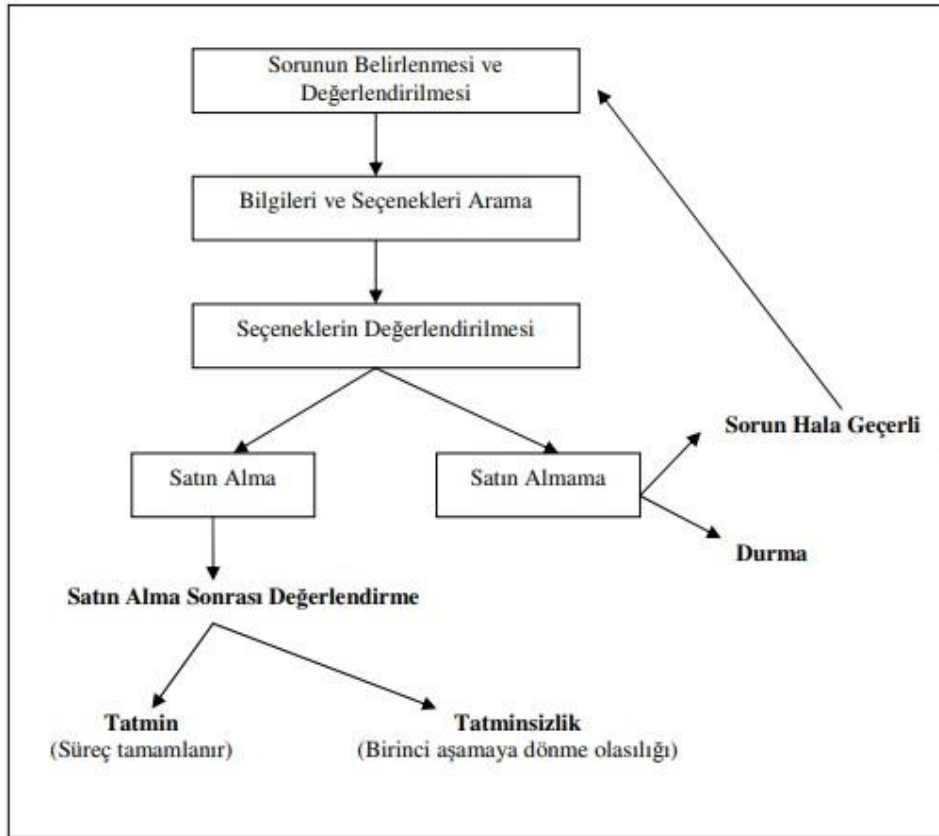 Sorunun Belirlenmesi ve
Değerlendirilmesi
Bilgileri ve Seçenekleri Arama
Seçeneklerin Değerlendirilmesi
Sorun Hala Geçerli
Satın Alma
Satın Almama
Durma
Satın Alma Sonrası Değerlendirme
Tatmin
(Süreç tamamlanır)
Tatminsizlik
(Birinci aşamaya dönme olasılığı)